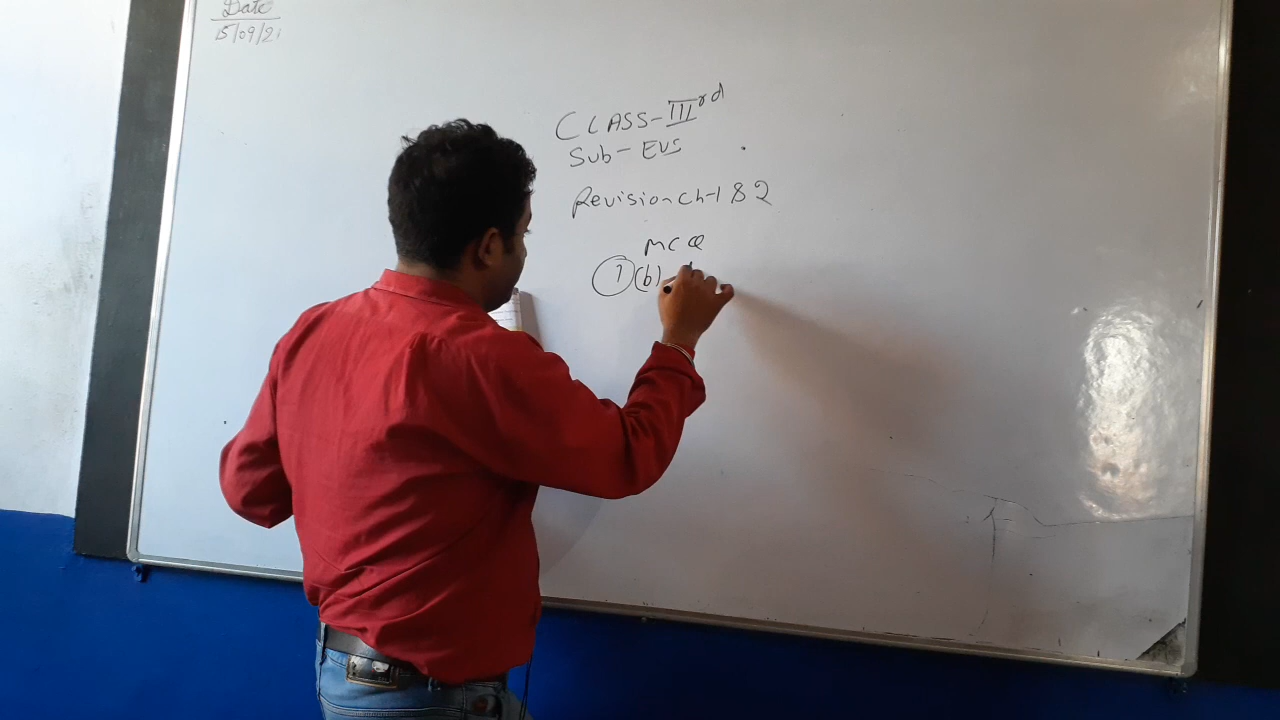 Date
15/09/21
CLASS-IIIrd
Sub-EVS
Revision ch-1 & 2
MCQ
1 (b)